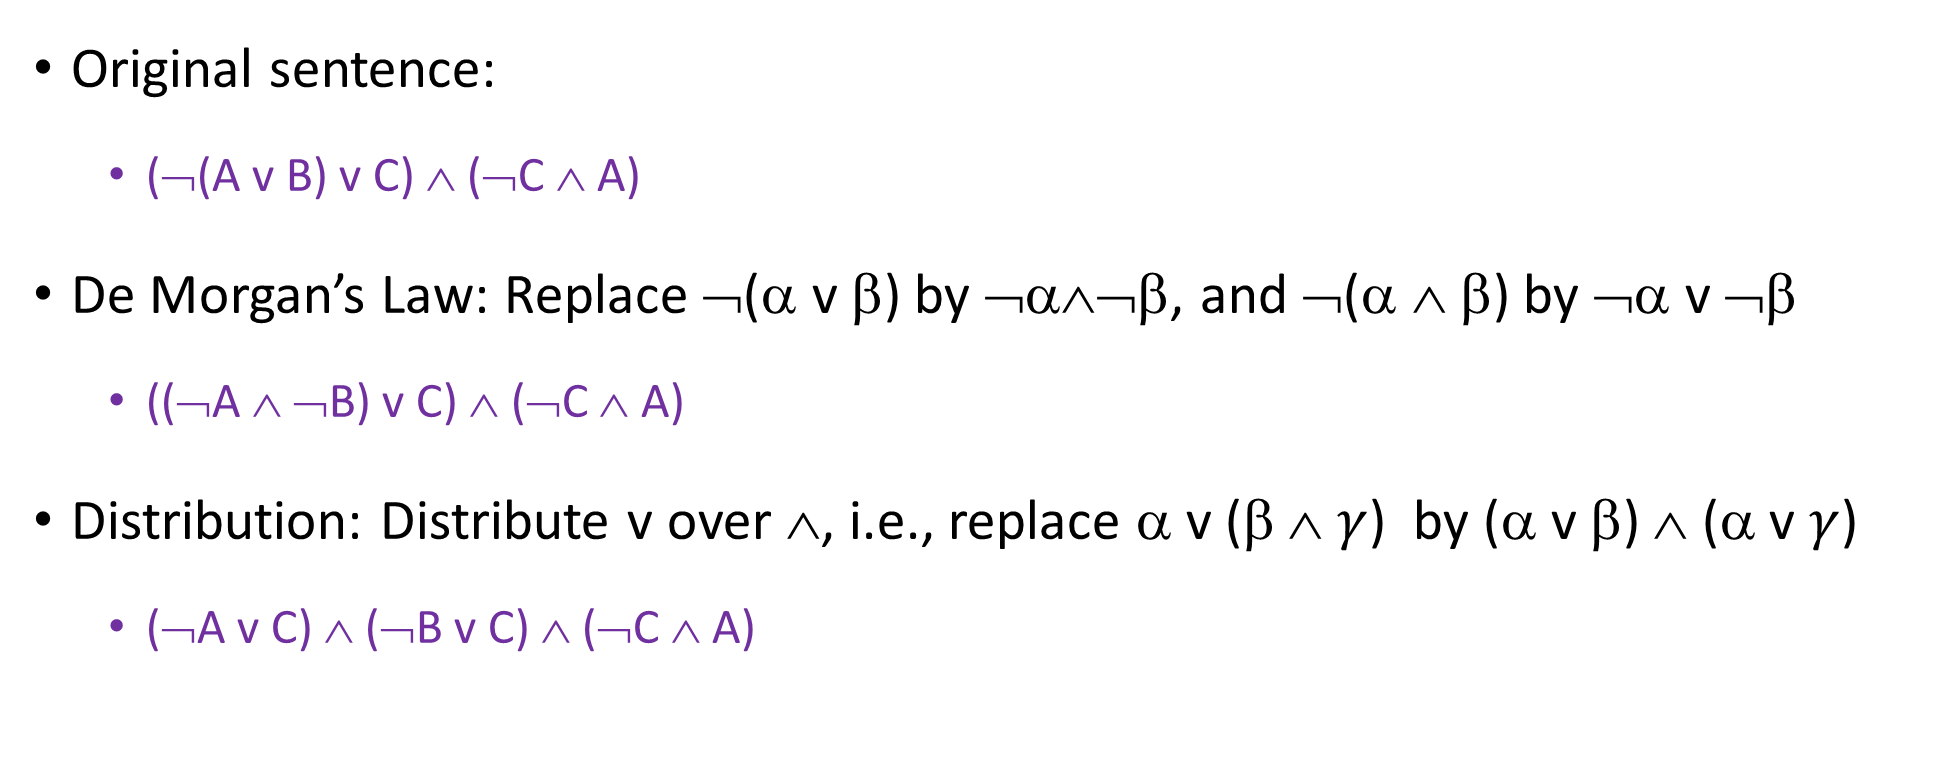 • Original sentence:
• (¬(A v B) v C) ∧ (¬C ∧ A)
• De Morgan’s Law: Replace ¬(α v β) by ¬α∧¬β, and ¬(α ∧ β) by ¬α v ¬β
• ((¬A ∧ ¬B) v C) ∧ (¬C ∧ A)
• Distribution: Distribute v over ∧, i.e., replace α v (β ∧ γ) by (α v β) ∧ (α v γ)
• (¬A v C) ∧ (¬B v C) ∧ (¬C ∧ A)